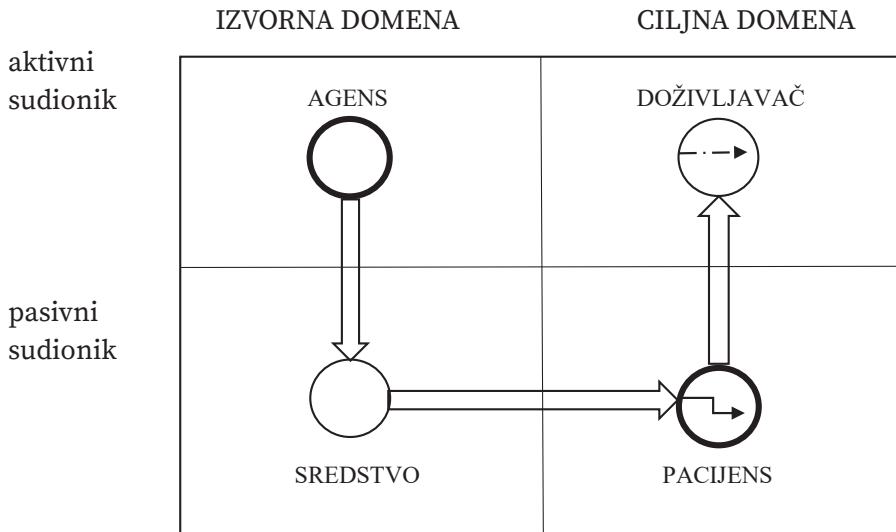 IZVORNA DOMENA
CILJNA DOMENA
aktivni
sudionik
AGENS
DOŽIVLJAVAČ
pasivni
sudionik
SREDSTVO
PACIJENS